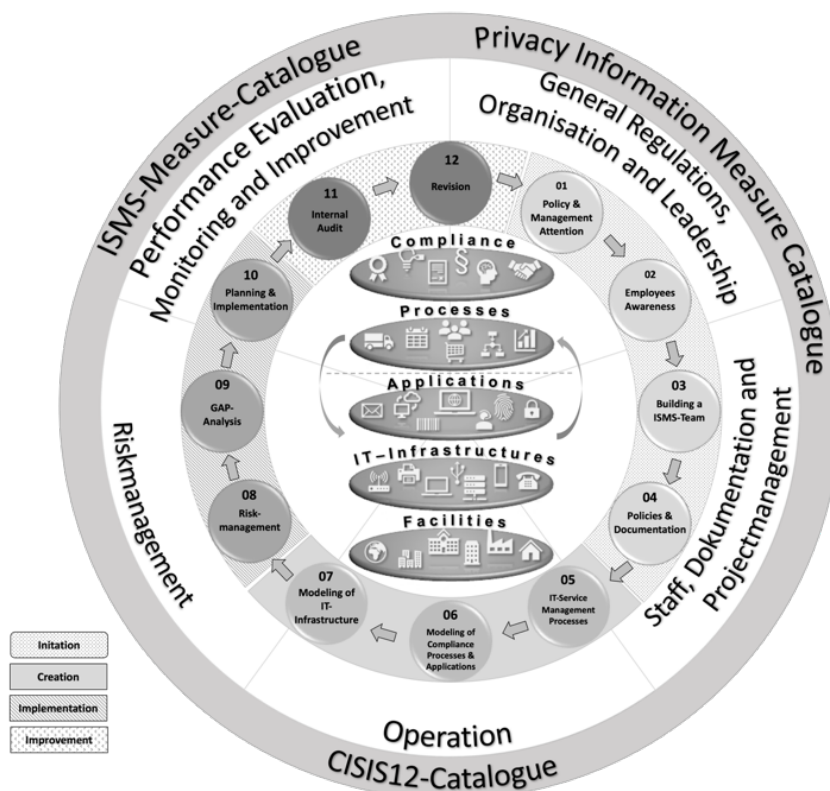 ISMS-Measure-Catalogue
Privacy Information Measure Catalogue
Performance Evaluation,
Monitoring and Improvement
General Regulations,
Organisation and Leadership
12
Revision
01
Policy &
Management
Attention
02
Employees
Awareness
03
Building a
ISMS-Team
04
Policies &
Documentation
05
IT-Service
Management
Processes
06
Modeling of
Compliance
Processes &
Applications
07
Modeling of
IT-
Infrastructure
08
Risk-
management
09
GAP-
Analysis
10
Planning &
Implementation
11
Internal
Audit
Compliance
§
Processes
Applications
IT–Infrastructures
Facilities
Staff, Dokumentation and
Projectmanagement
Riskmanagement
Operation
CISIS12-Catalogue
Initation
Creation
Implementation
Improvement